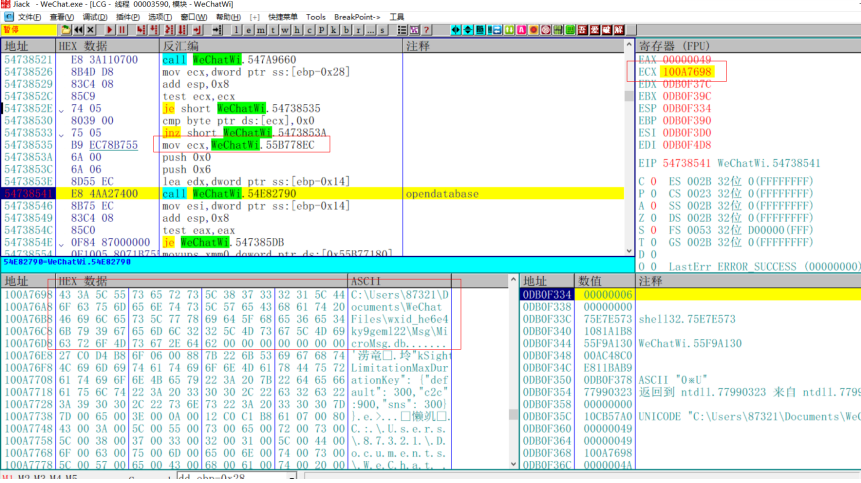 Jiack - WeChat.exe - [LCG - 线程 00003590, 模块 - WeChatWi]
文件(F) 查看(V) 调试(D) 插件(P) 选项(T) 窗口(W) 帮助(H) [+] 快捷菜单 Tools BreakPoint-> 工具
暂停 l e m t w h c P k b r ... s
地址 HEX 数据 反汇编 注释
54738521 E8 3A110700 call WeChatWi.547A9660
54738526 8B4D D8 mov ecx,dword ptr ss:[ebp-0x28]
54738529 83C4 08 add esp,0x8
5473852C 85C9 test ecx,ecx
5473852E 74 05 je short WeChatWi.54738535
54738530 8039 00 cmp byte ptr ds:[ecx],0x0
54738533 75 05 jnz short WeChatWi.5473853A
54738535 B9 EC78B755 mov ecx,WeChatWi.55B778EC
5473853A 6A 00 push 0x0
5473853C 6A 06 push 0x6
5473853E 8D55 EC lea edx,dword ptr ss:[ebp-0x14]
54738541 E8 4AA27400 call WeChatWi.54E82790 opendatabase
54738546 8B75 EC mov esi,dword ptr ss:[ebp-0x14]
54738549 83C4 08 add esp,0x8
5473854C 85C0 test eax,eax
5473854E 0F84 87000000 je WeChatWi.547385DB
54E82790=WeChatWi.54E82790
寄存器 (FPU)
EAX 00000049
ECX 100A7698
EDX 0DB0F37C
EBX 0DB0F39C
ESP 0DB0F334
EBP 0DB0F390
ESI 0DB0F3D0
EDI 0DB0F4D8
EIP 54738541 WeChatWi.54738541
C 0 ES 002B 32位 0(FFFFFFFF)
P 0 CS 0023 32位 0(FFFFFFFF)
A 0 SS 002B 32位 0(FFFFFFFF)
Z 0 DS 002B 32位 0(FFFFFFFF)
S 0 FS 0053 32位 D00000(FFF)
T 0 GS 002B 32位 0(FFFFFFFF)
D 0
O 0 LastErr ERROR_SUCCESS (00000000)
地址 HEX 数据 ASCII
100A7698 43 3A 5C 55 73 65 72 73 5C 38 37 33 32 31 5C 44 C:\Users\87321\D
100A76A8 6F 63 75 6D 65 6E 74 73 5C 57 65 43 68 61 74 20 ocuments\WeChat
100A76B8 46 69 6C 65 73 5C 77 78 69 64 5F 68 65 36 65 34 Files\wxid_he6e4
100A76C8 6B 79 39 67 65 6D 6C 32 32 5C 4D 73 67 5C 4D 69 ky9geml22\Msg\Mi
100A76D8 63 72 6F 4D 73 67 2E 64 62 00 00 00 00 00 00 00 croMsg.db.......
100A76E8 27 C0 D4 B8 6F 06 00 88 7B 22 6B 53 69 67 68 74
100A76F8 4C 69 6D 69 74 61 74 69 6F 6E 4D 61 78 44 75 72 LimitationMaxDur
100A7708 61 74 69 6F 6E 4B 65 79 22 3A 20 7B 22 64 65 66 ationKey": {"def
100A7718 61 75 6C 74 22 3A 20 33 30 30 2C 22 63 32 63 22 ault": 300,"c2c"
100A7728 3A 39 30 30 2C 22 73 6E 73 22 3A 20 33 30 30 7D :900,"sns": 300}
100A7738 7D 00 65 00 3E 00 0A 00 12 C0 C1 B8 61 07 00 80
100A7748 43 00 3A 00 5C 00 55 00 73 00 65 00 72 00 73 00 C.:.\.U.s.e.r.s.
100A7758 5C 00 38 00 37 00 33 00 32 00 31 00 5C 00 44 00 \.8.7.3.2.1.\.D.
100A7768 6F 00 63 00 75 00 6D 00 65 00 6E 00 74 00 73 00 o.c.u.m.e.n.t.s.
100A7778 5C 00 57 00 65 00 43 00 68 00 61 00 74 00 20 00 \.W.e.C.h.a.t. .
地址 数值 注释
0DB0F334 00000006
0DB0F338 00000000
0DB0F33C 75E7E573 shell32.75E7E573
0DB0F340 1081A1B8
0DB0F344 55F9A130 WeChatWi.55F9A130
0DB0F348 00AC48C0
0DB0F34C E811BAB9
0DB0F350 0DB0F378 ASCII "0*U"
0DB0F354 77990323 返回到 ntdll.77990323 来自 ntdll.7799
0DB0F358 00000000
0DB0F35C 10CB57A0 UNICODE "C:\Users\87321\Documents\WeC
0DB0F360 00000049
0DB0F364 00000049
0DB0F368 100A7698
0DB0F36C 0000004A
M1 M2 M3 M4 M5 dd ebp-0x28